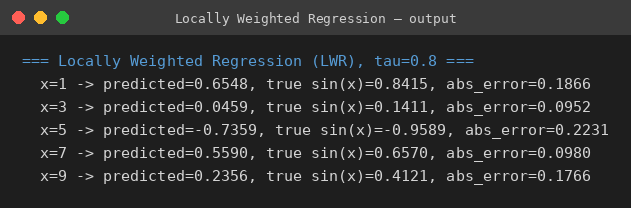 Locally Weighted Regression — output
=== Locally Weighted Regression (LWR), tau=0.8 ===
x=1 -> predicted=0.6548, true sin(x)=0.8415, abs_error=0.1866
x=3 -> predicted=0.0459, true sin(x)=0.1411, abs_error=0.0952
x=5 -> predicted=-0.7359, true sin(x)=-0.9589, abs_error=0.2231
x=7 -> predicted=0.5590, true sin(x)=0.6570, abs_error=0.0980
x=9 -> predicted=0.2356, true sin(x)=0.4121, abs_error=0.1766